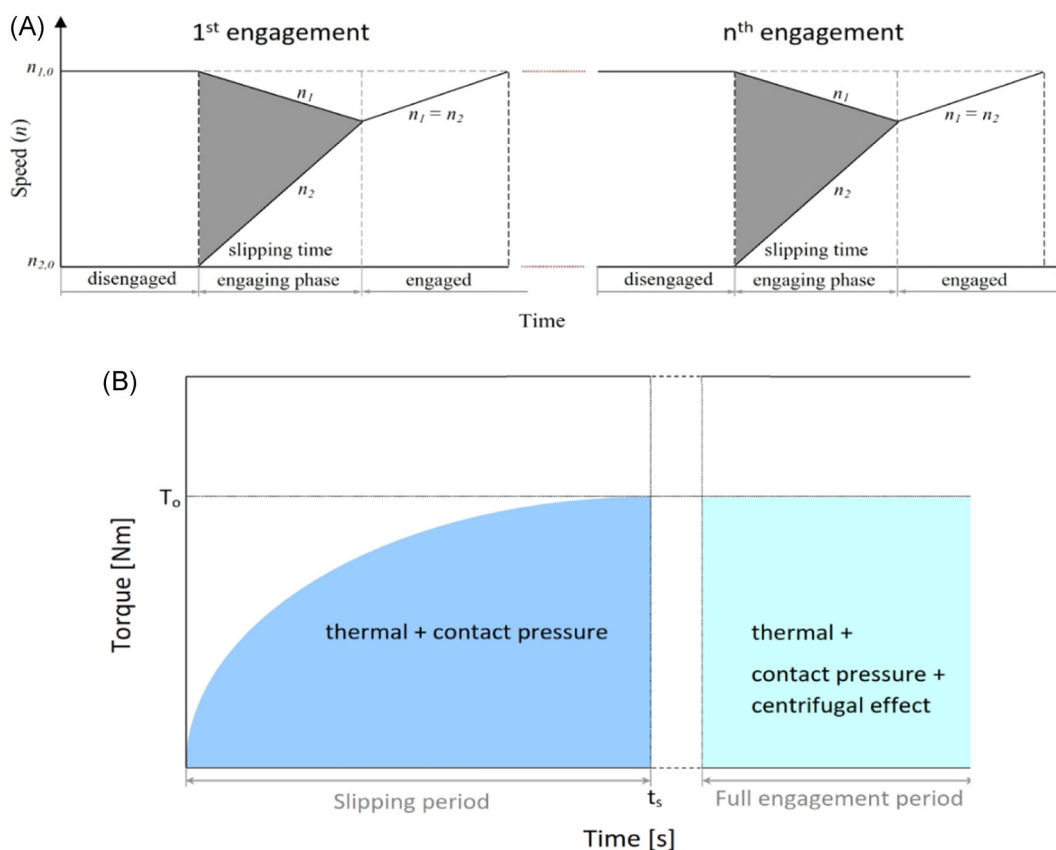 (A)
1st engagement
nth engagement
n1,0
n1
n1 = n2
n1
n1 = n2
Speed (n)
n2
n2
slipping time
slipping time
n2,0
disengaged
engaging phase
engaged
disengaged
engaging phase
engaged
Time
(B)
To
Torque [Nm]
thermal + contact pressure
thermal +
contact pressure +
centrifugal effect
Slipping period
ts
Full engagement period
Time [s]